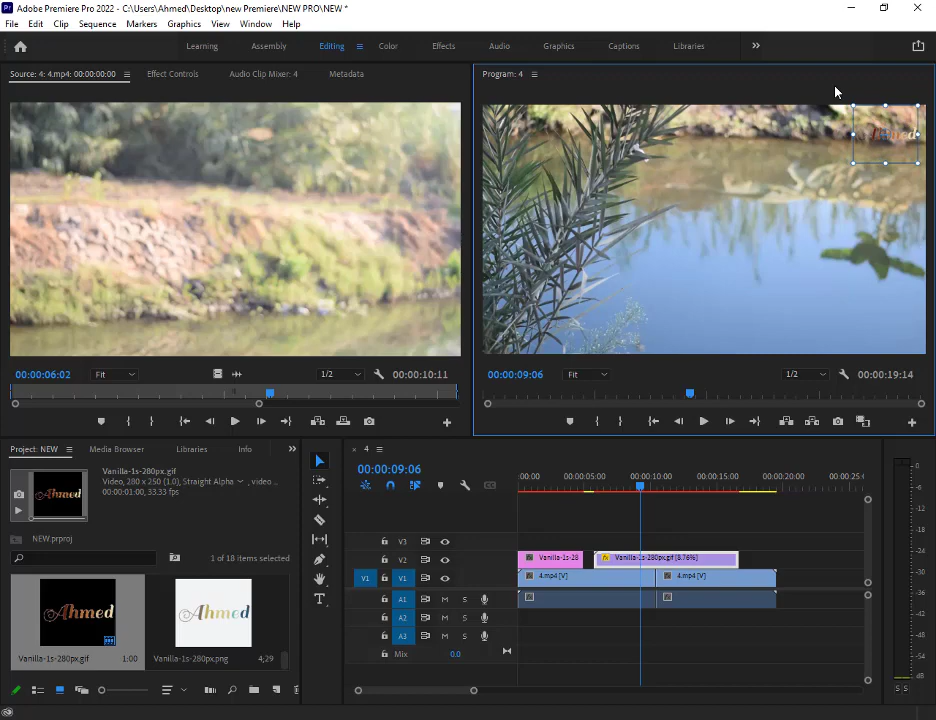 Adobe Premiere Pro 2022 - C:\Users\Ahmed\Desktop\new Premiere\NEW PRO\NEW *
File Edit Clip Sequence Markers Graphics View Window Help
Learning Assembly Editing Color Effects Audio Graphics Captions Libraries
Source: 4: 4.mp4: 00:00:00:00 Effect Controls Audio Clip Mixer: 4 Metadata
Program: 4
Ahmed
00:00:06:02 Fit 1/2 00:00:10:11
00:00:09:06 Fit 1/2 00:00:19:14
Project: NEW Media Browser Libraries Info
Vanilla-1s-280px.gif
Video, 280 x 250 (1.0), Straight Alpha , video ...
00:00:01:00, 33.33 fps
Ahmed
NEW.prproj
1 of 18 items selected
Ahmed
Vanilla-1s-280px.gif 1:00
Ahmed
Vanilla-1s-280px.png 4;29
4
00:00:09:06
:00:00 00:00:05:00 00:00:10:00 00:00:15:00 00:00:20:00 00:00:25:0
V3
V2 Vanilla-1s-28 fx Vanilla-1s-280px.gif [8.76%]
V1 V1 4.mp4 [V] 4.mp4 [V]
A1 M S
A2 M S
A3 M S
Mix 0.0
0
-6
-12
-18
-24
-30
-36
-42
-48
-54
dB
S S